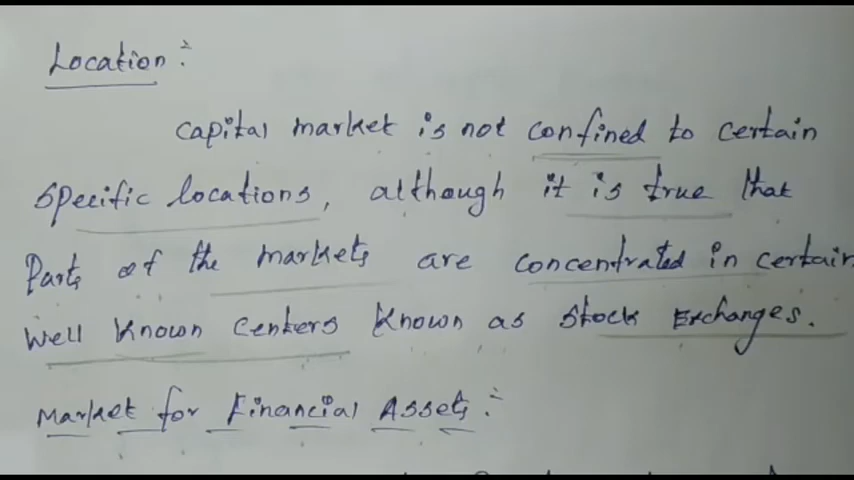 Location :-
Capital market is not confined to certain
specific locations, although it is true that
Parts of the markets are concentrated in certain
Well Known Centers Known as Stock Exchanges.
Market for Financial Assets :-